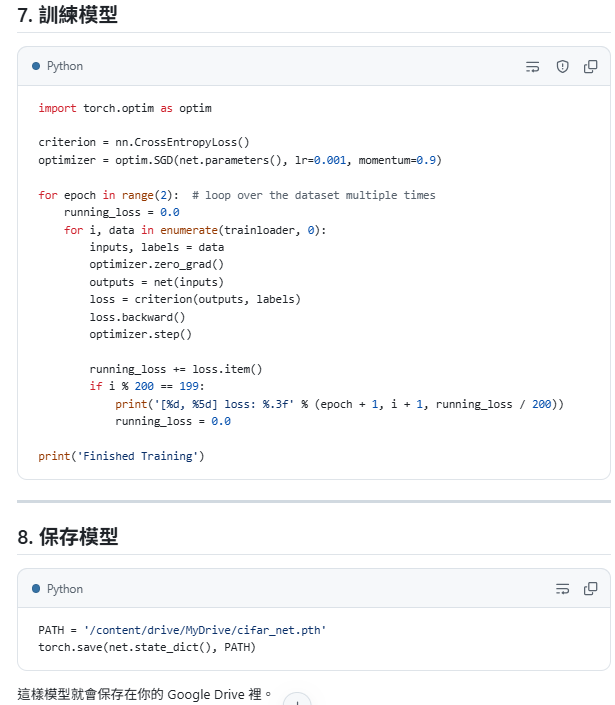 7. 訓練模型
Python
import torch.optim as optim
criterion = nn.CrossEntropyLoss()
optimizer = optim.SGD(net.parameters(), lr=0.001, momentum=0.9)
for epoch in range(2):  # loop over the dataset multiple times
    running_loss = 0.0
    for i, data in enumerate(trainloader, 0):
        inputs, labels = data
        optimizer.zero_grad()
        outputs = net(inputs)
        loss = criterion(outputs, labels)
        loss.backward()
        optimizer.step()
        running_loss += loss.item()
        if i % 200 == 199:
            print('[%d, %5d] loss: %.3f' % (epoch + 1, i + 1, running_loss / 200))
            running_loss = 0.0
print('Finished Training')
8. 保存模型
Python
PATH = '/content/drive/MyDrive/cifar_net.pth'
torch.save(net.state_dict(), PATH)
這樣模型就會保存在你的 Google Drive 裡。